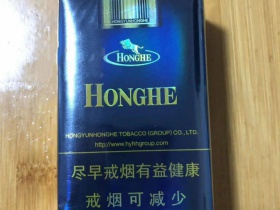 HONGYUNHONGHE
HONGHE
HONGHE
HONGYUNHONGHE TOBACCO (GROUP) CO., LTD.
http://www.hyhhgroup.com
尽早戒烟有益健康
戒烟可减少